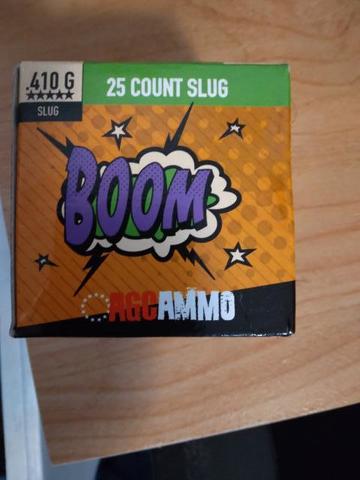 .410 G
25 COUNT SLUG
SLUG
BOOM
AGCAMMO